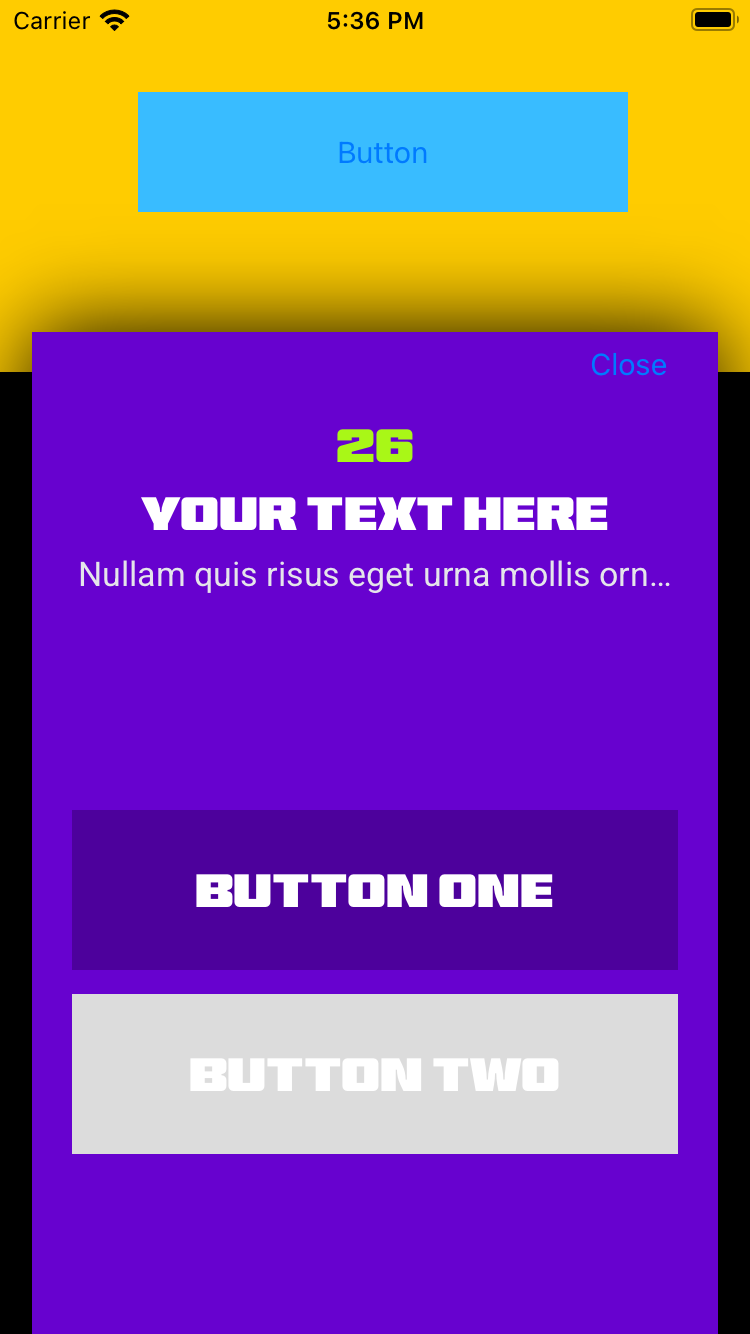 Carrier 5:36 PM
Button
Close
26
YOUR TEXT HERE
Nullam quis risus eget urna mollis orn...
BUTTON ONE
BUTTON TWO